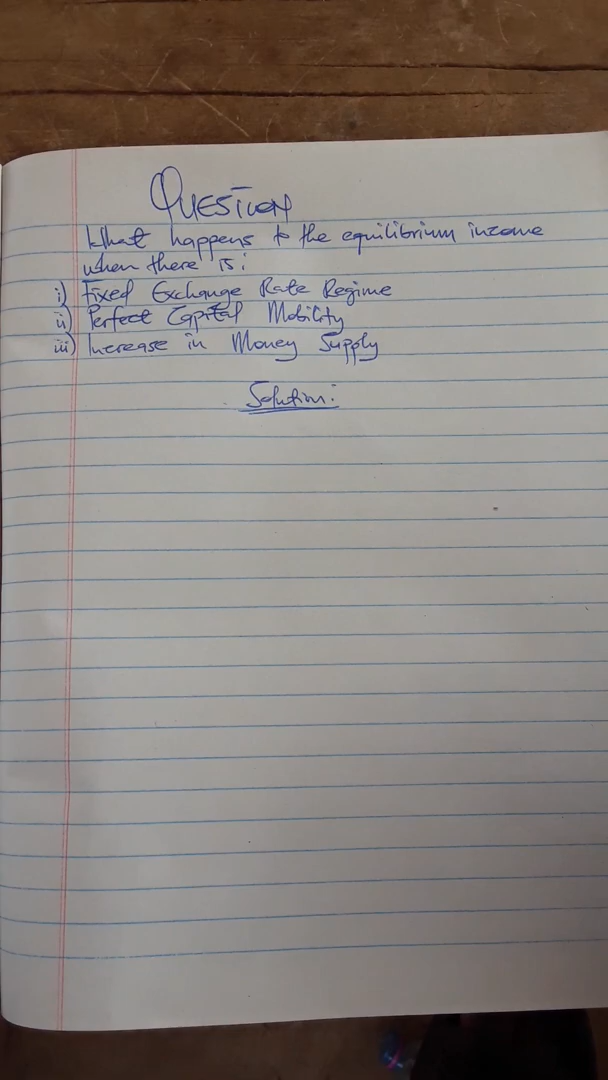 QUESTION
What happens to the equilibrium income
when there is:
i) Fixed Exchange Rate Regime
ii) Perfect Capital Mobility
iii) Increase in Money Supply
Solution: